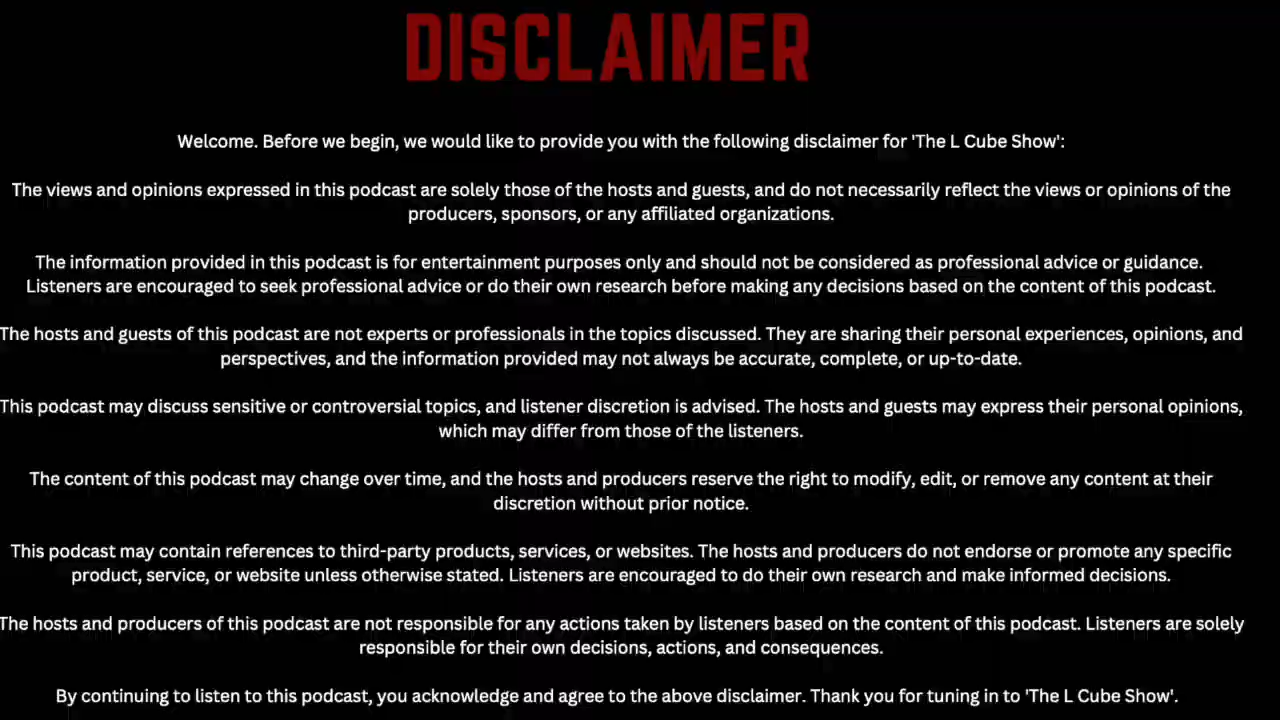 DISCLAIMER
Welcome. Before we begin, we would like to provide you with the following disclaimer for 'The L Cube Show':
The views and opinions expressed in this podcast are solely those of the hosts and guests, and do not necessarily reflect the views or opinions of the
producers, sponsors, or any affiliated organizations.
The information provided in this podcast is for entertainment purposes only and should not be considered as professional advice or guidance.
Listeners are encouraged to seek professional advice or do their own research before making any decisions based on the content of this podcast.
The hosts and guests of this podcast are not experts or professionals in the topics discussed. They are sharing their personal experiences, opinions, and
perspectives, and the information provided may not always be accurate, complete, or up-to-date.
This podcast may discuss sensitive or controversial topics, and listener discretion is advised. The hosts and guests may express their personal opinions,
which may differ from those of the listeners.
The content of this podcast may change over time, and the hosts and producers reserve the right to modify, edit, or remove any content at their
discretion without prior notice.
This podcast may contain references to third-party products, services, or websites. The hosts and producers do not endorse or promote any specific
product, service, or website unless otherwise stated. Listeners are encouraged to do their own research and make informed decisions.
The hosts and producers of this podcast are not responsible for any actions taken by listeners based on the content of this podcast. Listeners are solely
responsible for their own decisions, actions, and consequences.
By continuing to listen to this podcast, you acknowledge and agree to the above disclaimer. Thank you for tuning in to 'The L Cube Show'.